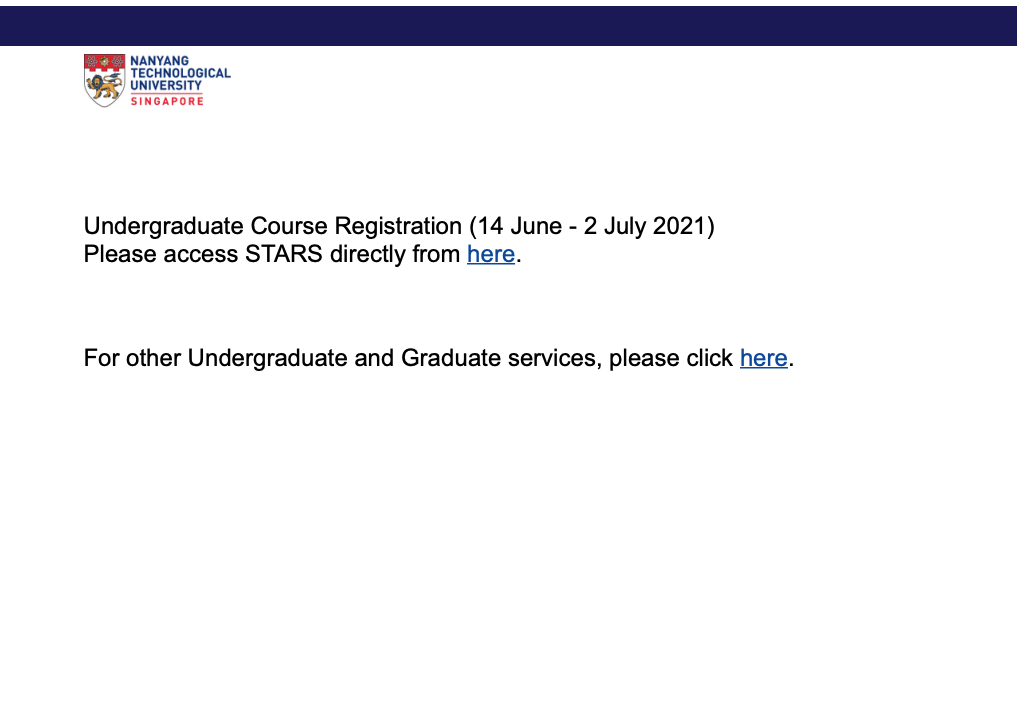 NANYANG
TECHNOLOGICAL
UNIVERSITY
SINGAPORE
Undergraduate Course Registration (14 June - 2 July 2021)
Please access STARS directly from here.
For other Undergraduate and Graduate services, please click here.